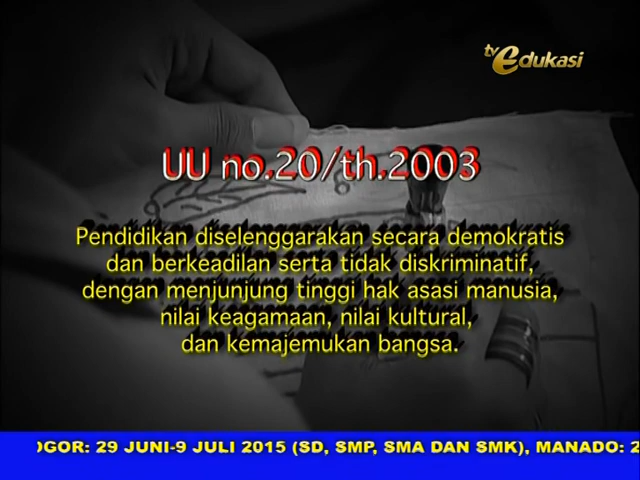 tv edukasi
UU no.20/th.2003
Pendidikan diselenggarakan secara demokratis
dan berkeadilan serta tidak diskriminatif,
dengan menjunjung tinggi hak asasi manusia,
nilai keagamaan, nilai kultural,
dan kemajemukan bangsa.
OGOR: 29 JUNI-9 JULI 2015 (SD, SMP, SMA DAN SMK), MANADO: 2